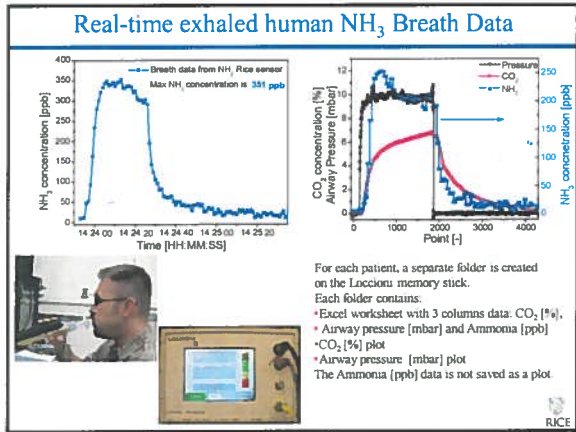 Real-time exhaled human NH₃ Breath Data
NH₃ concentration [ppb]
400
350
300
250
200
150
100
50
0
Breath data from NH₃ Rice sensor
Max NH₃ concentration is 351 ppb
14 24 00 14 24 20 14 25 00 14 25 20
Time [HH:MM:SS]
CO₂ concentration [%]
Airway Pressure [mbar]
12
10
8
6
4
2
0
Pressure
CO₂
NH₃
250
200
150
100
50
0
NH₃ concnetration [ppb]
0 1000 2000 3000 4000
Point [-]
For each patient, a separate folder is created
on the Loccioni memory stick.
Each folder contains:
•Excel worksheet with 3 columns data: CO₂ [%],
• Airway pressure [mbar] and Ammonia [ppb]
•CO₂ [%] plot
•Airway pressure [mbar] plot
The Ammonia [ppb] data is not saved as a plot.
RICE